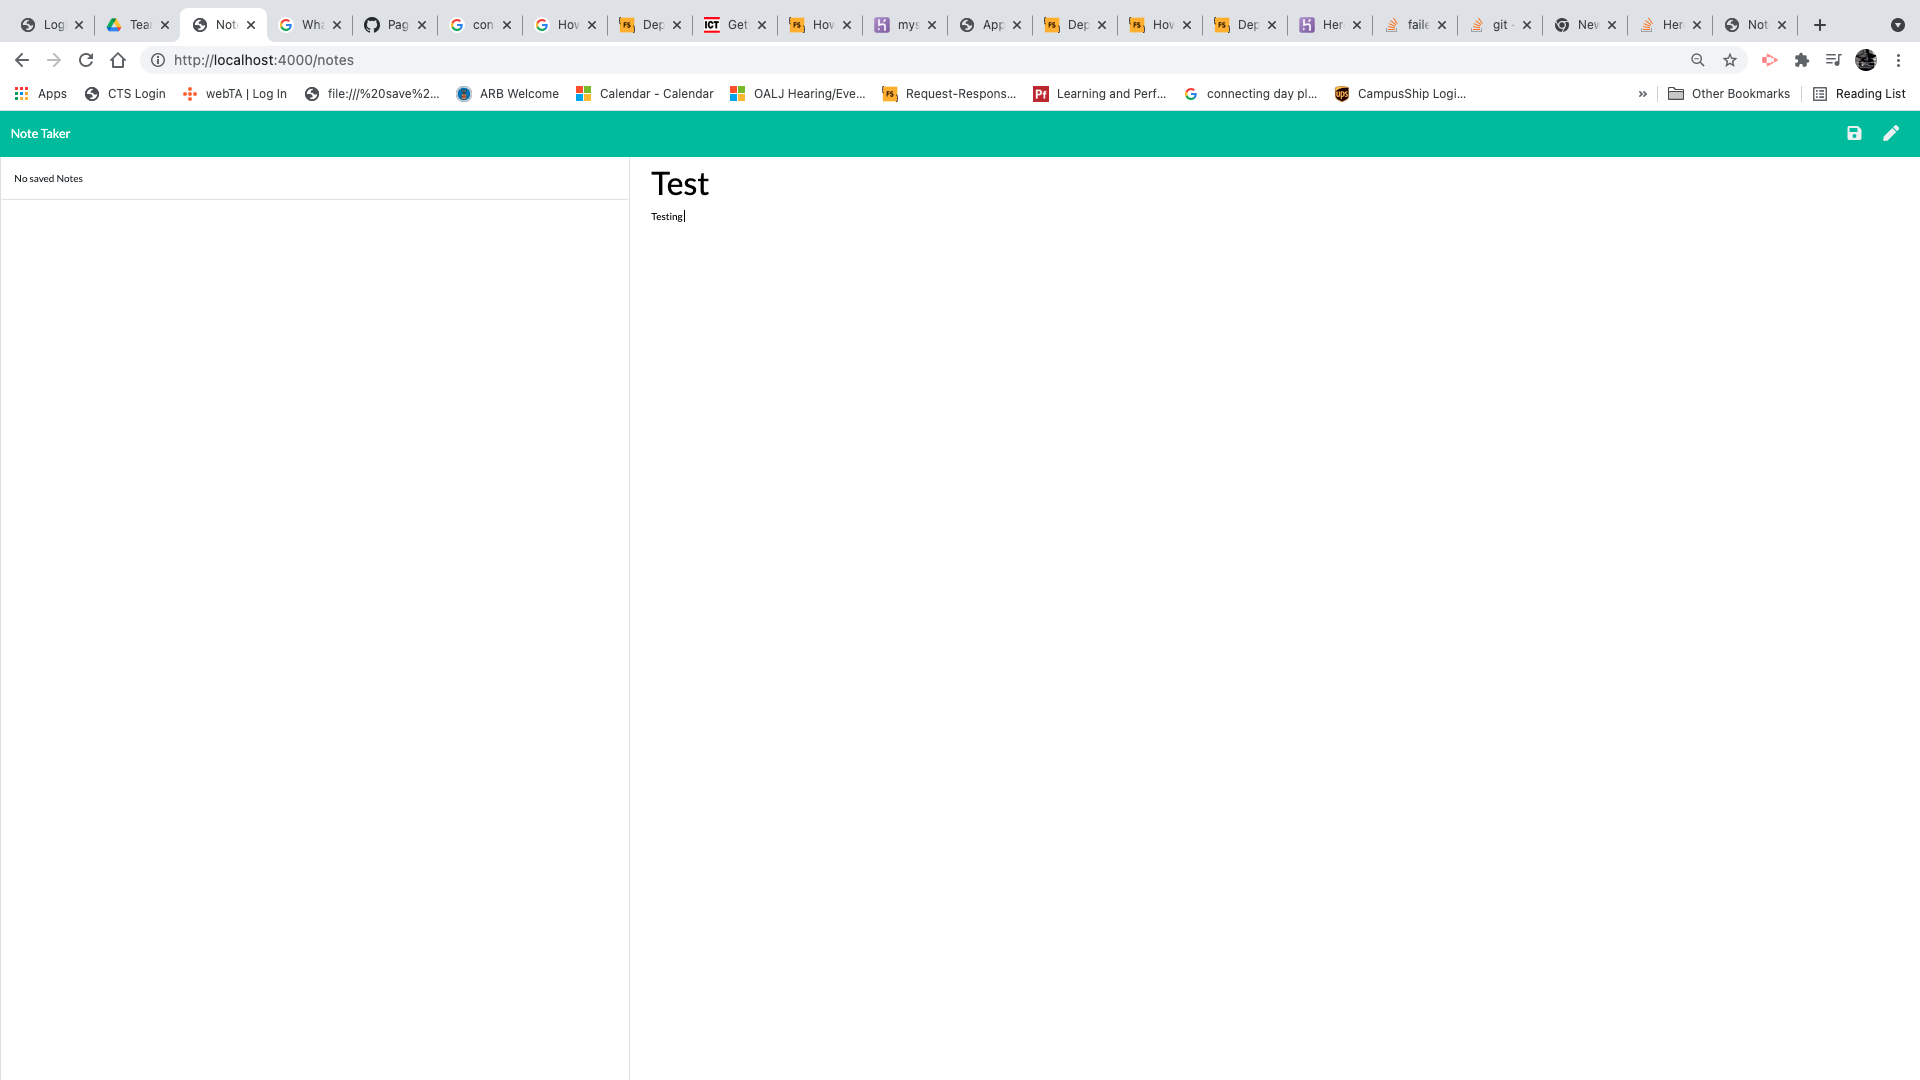 Log
Tea
Not
Wha
Pag
con
How
Dep
ICT
Get
How
mys
App
Dep
How
Dep
Her
faile
git -
New
Her
Not
http://localhost:4000/notes
Apps
CTS Login
webTA | Log In
file:///%20save%2...
ARB Welcome
Calendar - Calendar
OALJ Hearing/Eve...
Request-Respons...
Learning and Perf...
connecting day pl...
CampusShip Logi...
»
Other Bookmarks
Reading List
Note Taker
No saved Notes
Test
Testing